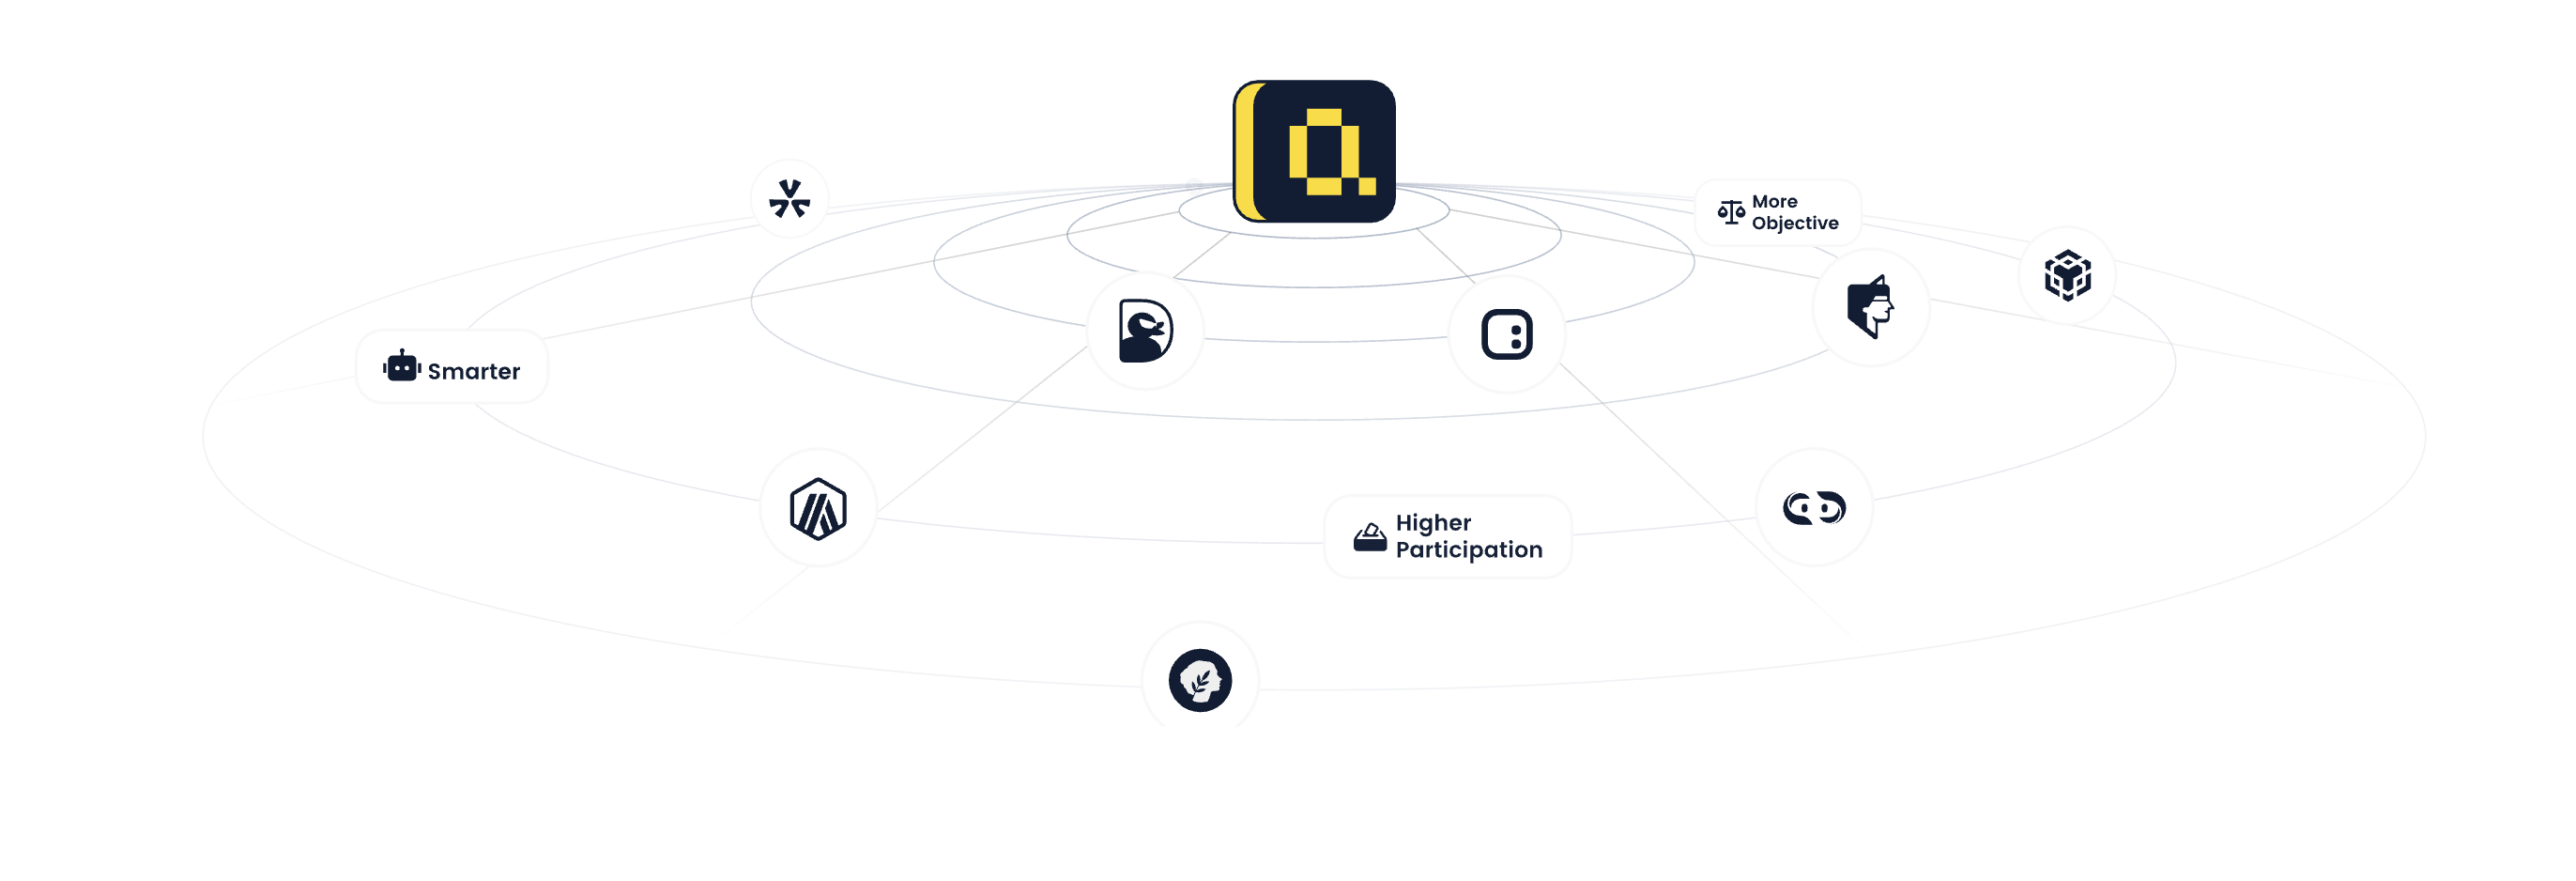 More
Objective
Smarter
Higher
Participation